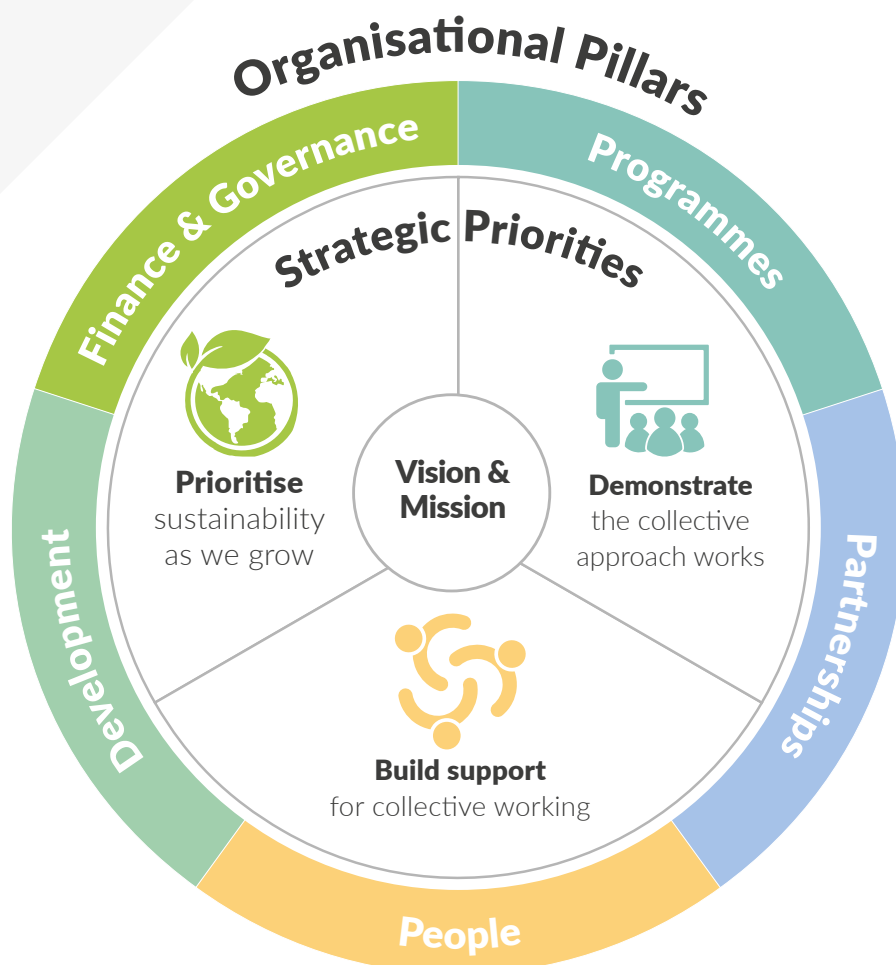 Organisational Pillars
Finance & Governance
Programmes
Strategic Priorities
Prioritise
sustainability
as we grow
Vision &
Mission
Demonstrate
the collective
approach works
Development
Partnerships
Build support
for collective working
People